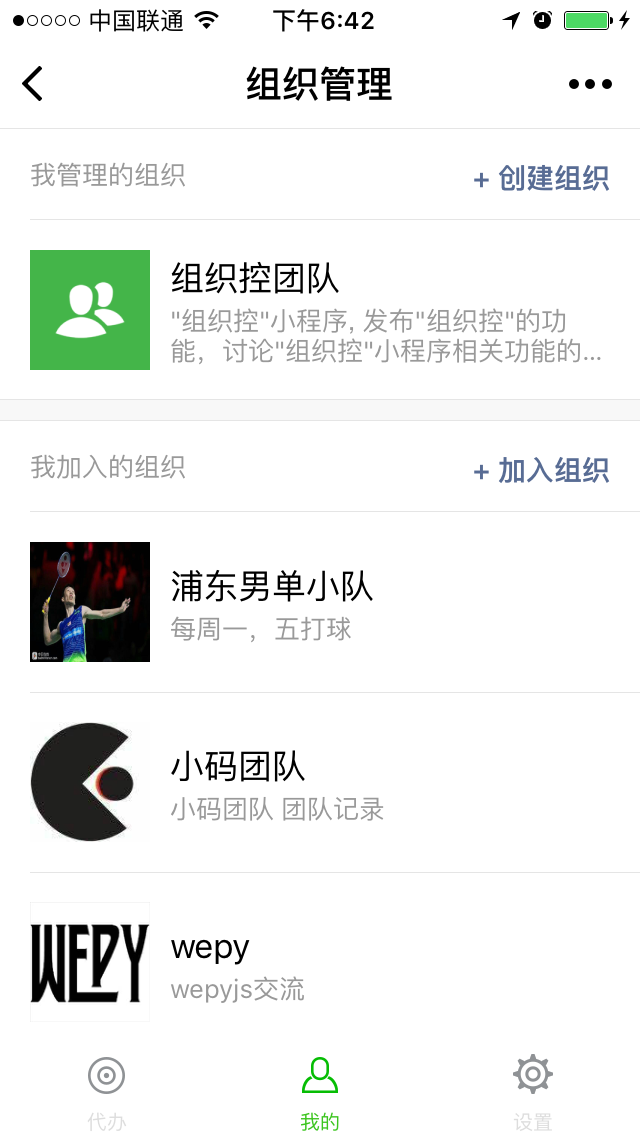 中国联通 下午6:42
组织管理
我管理的组织 + 创建组织
组织控团队
"组织控"小程序, 发布"组织控"的功
能，讨论"组织控"小程序相关功能的...
我加入的组织 + 加入组织
浦东男单小队
每周一，五打球
小码团队
小码团队 团队记录
WEPY
wepy
wepyjs交流
代办 我的 设置